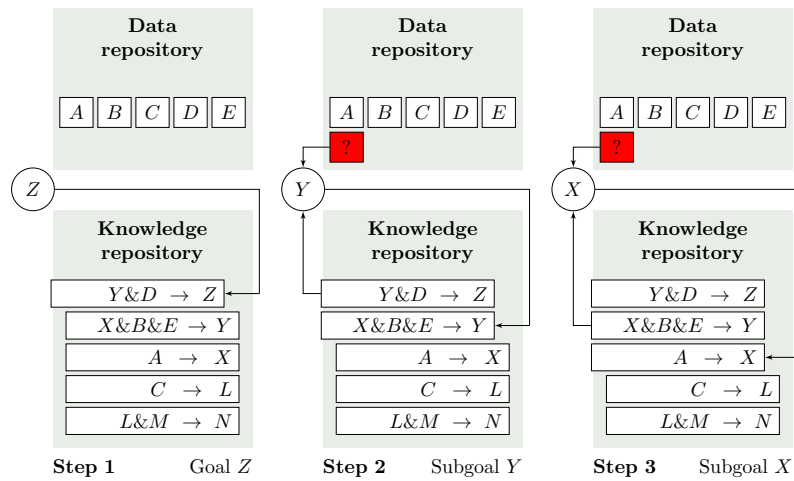 Data
repository
A B C D E
Z
Knowledge
repository
Y&D → Z
X&B&E → Y
A → X
C → L
L&M → N
Step 1 Goal Z
Data
repository
A B C D E
?
Y
Knowledge
repository
Y&D → Z
X&B&E → Y
A → X
C → L
L&M → N
Step 2 Subgoal Y
Data
repository
A B C D E
?
X
Knowledge
repository
Y&D → Z
X&B&E → Y
A → X
C → L
L&M → N
Step 3 Subgoal X